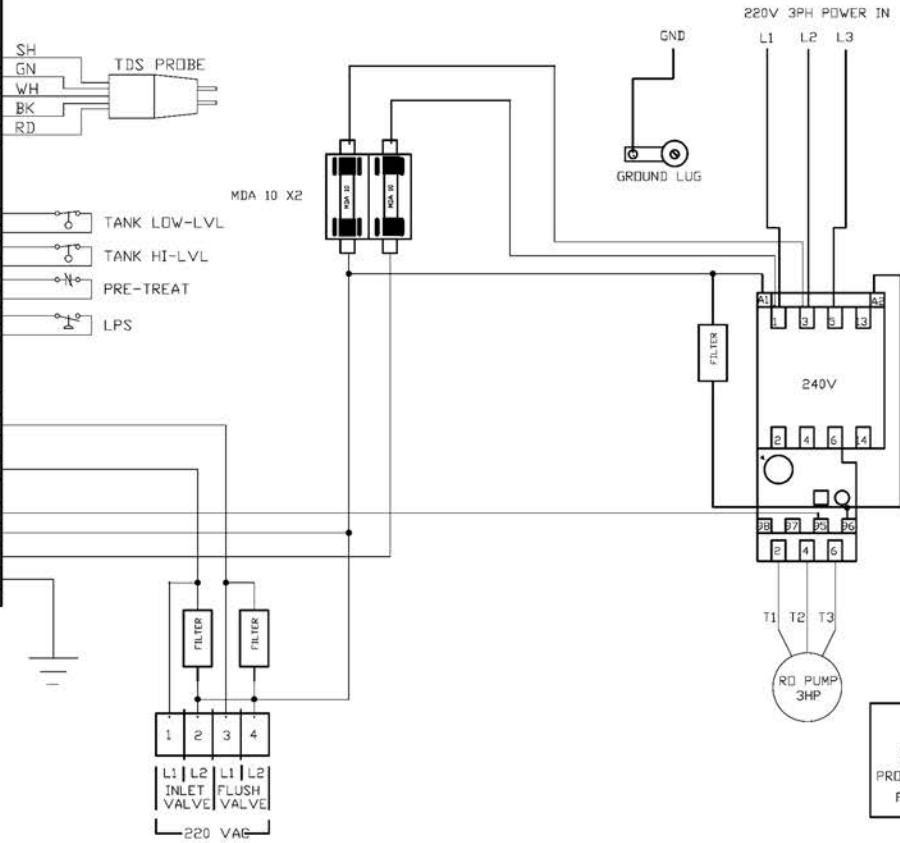 220V 3PH POWER IN
L1 L2 L3
GND
SH
GN
WH
BK
RD
TDS PROBE
MDA 10 X2
MDA 10
MDA 10
GROUND LUG
TANK LOW-LVL
TANK HI-LVL
PRE-TREAT
LPS
A1 A2
1 3 5 13
FILTER
240V
2 4 6 14
98 97 95 96
2 4 6
T1 T2 T3
FILTER
FILTER
RO PUMP
3HP
1 2 3 4
L1 L2 L1 L2
INLET FLUSH
VALVE VALVE
220 VAC
PRO